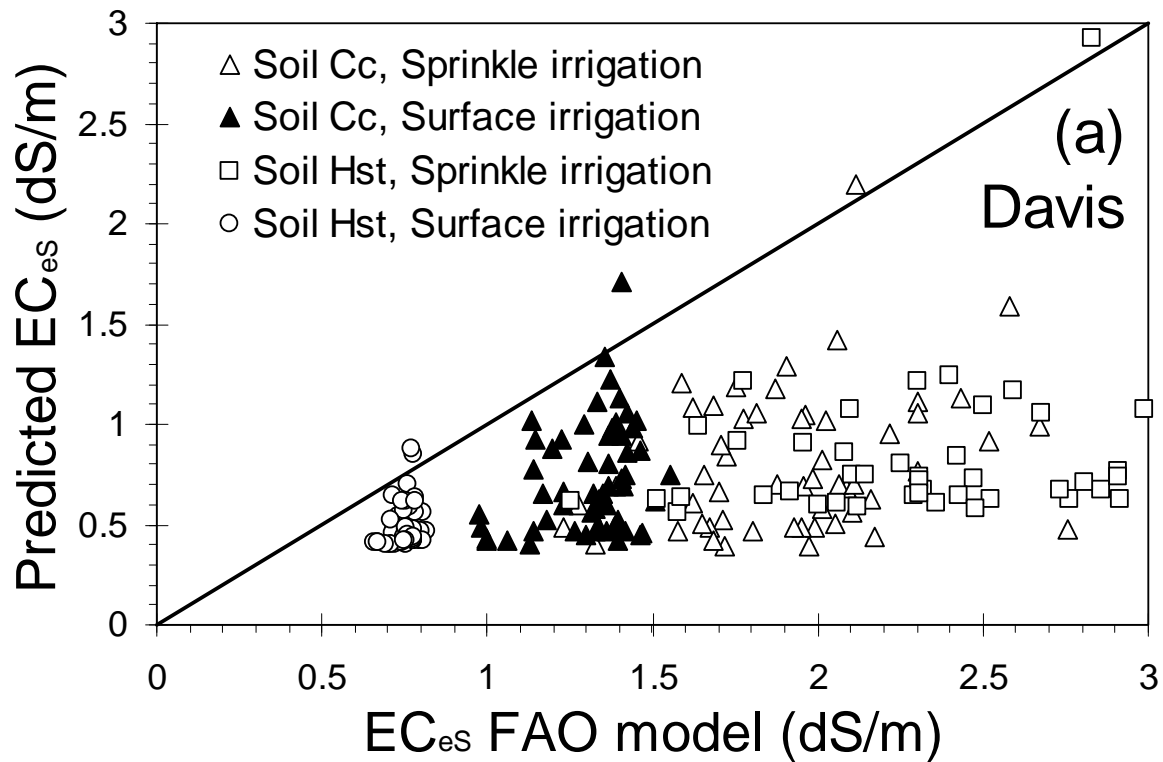 3
2.5
2
1.5
1
0.5
0
Predicted ECeS (dS/m)
Soil Cc, Sprinkle irrigation
Soil Cc, Surface irrigation
Soil Hst, Sprinkle irrigation
Soil Hst, Surface irrigation
(a)
Davis
0 0.5 1 1.5 2 2.5 3
ECeS FAO model (dS/m)